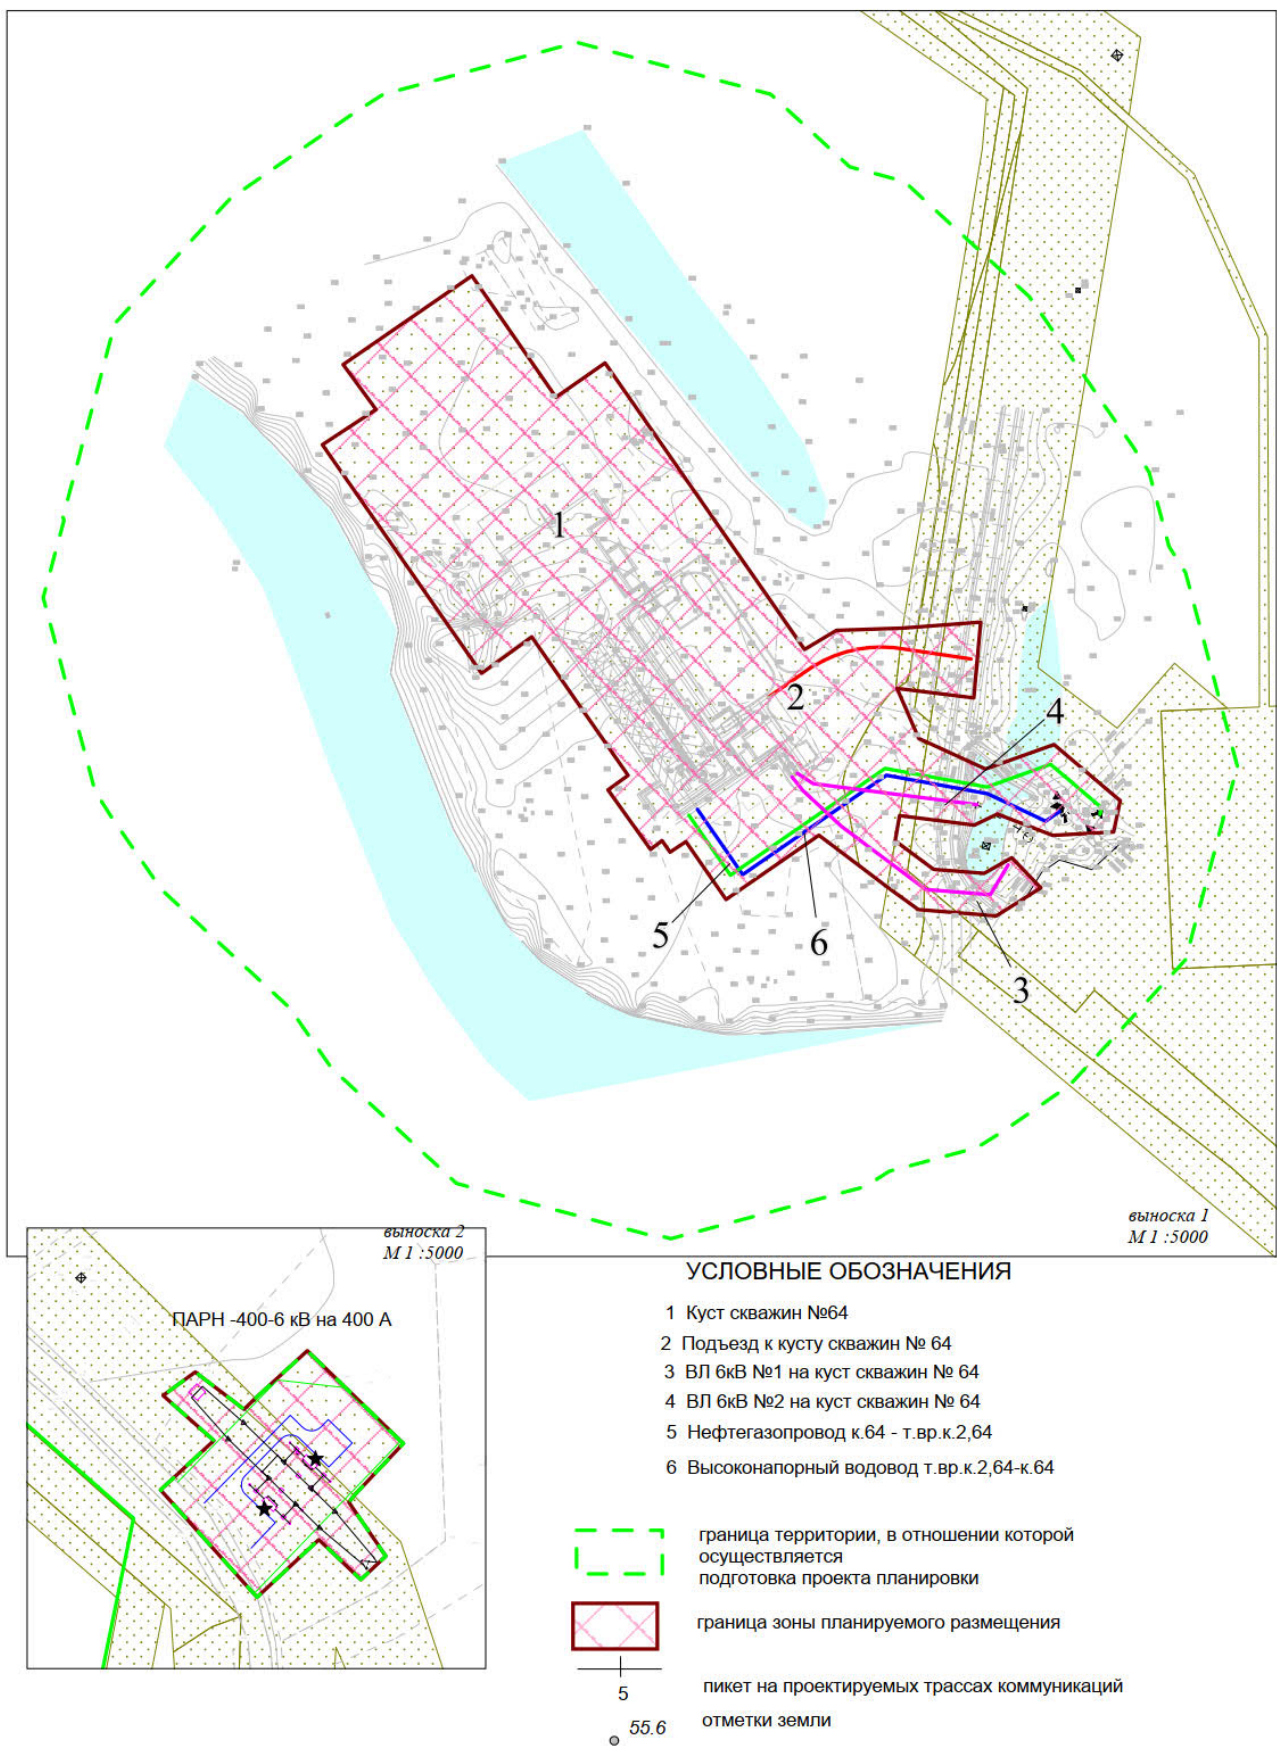 1
2
4
5
6
3
выноска 1
М 1 :5000
выноска 2
М 1 :5000
ПАРН -400-6 кВ на 400 А
УСЛОВНЫЕ ОБОЗНАЧЕНИЯ
1 Куст скважин №64
2 Подъезд к кусту скважин № 64
3 ВЛ 6кВ №1 на куст скважин № 64
4 ВЛ 6кВ №2 на куст скважин № 64
5 Нефтегазопровод к.64 - т.вр.к.2,64
6 Высоконапорный водовод т.вр.к.2,64-к.64
граница территории, в отношении которой
осуществляется
подготовка проекта планировки
граница зоны планируемого размещения
5
пикет на проектируемых трассах коммуникаций
55.6
отметки земли